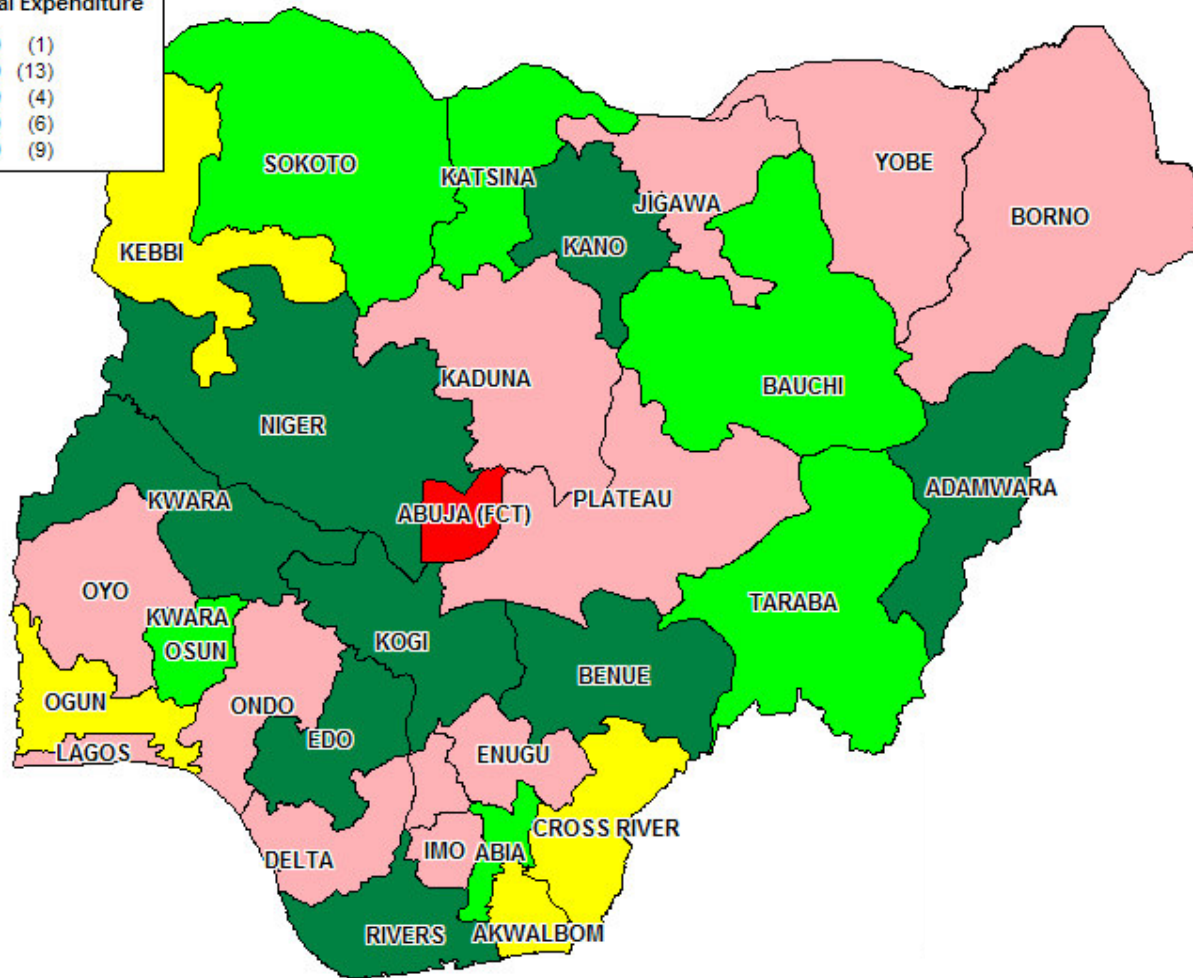 al Expenditure
(1)
(13)
(4)
(6)
(9)
SOKOTO
KATSINA
YOBE
JIGAWA
BORNO
KANO
KEBBI
KADUNA
BAUCHI
NIGER
ADAMWARA
KWARA
PLATEAU
ABUJA (FCT)
OYO
TARABA
KWARA
KOGI
OSUN
BENUE
OGUN
ONDO
EDO
LAGOS
ENUGU
CROSS RIVER
DELTA
IMO
ABIA
RIVERS
AKWALBOM